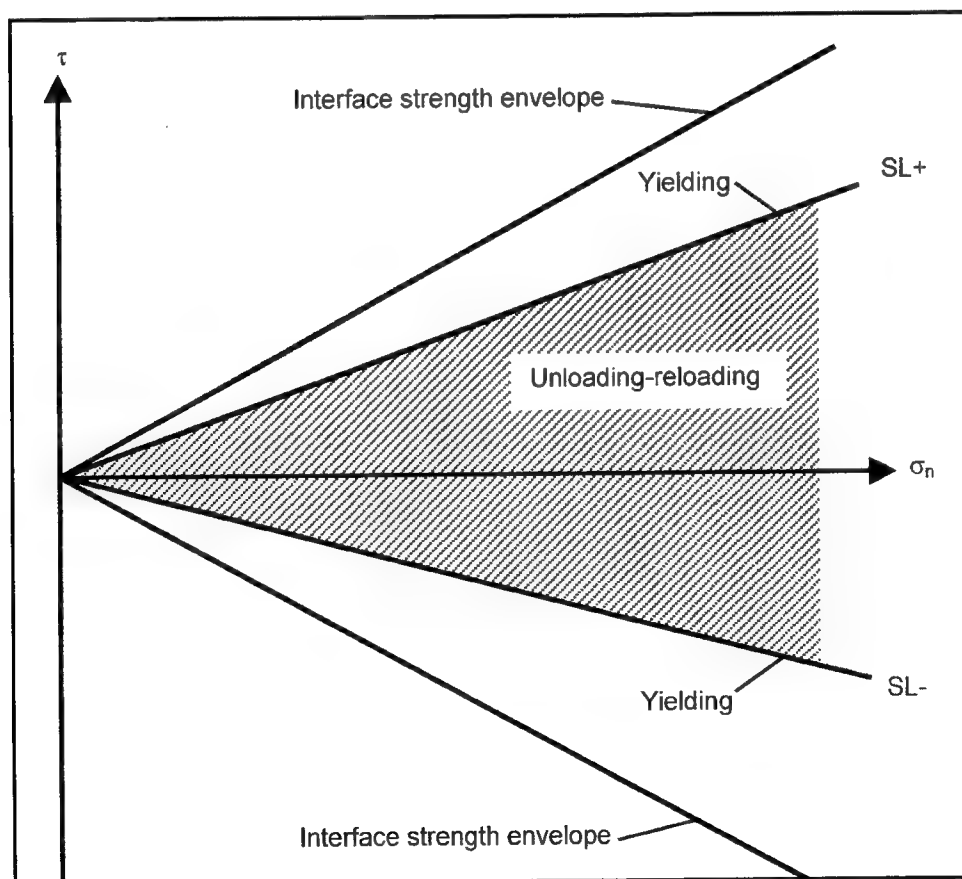 τ
Interface strength envelope
SL+
Yielding
Unloading-reloading
σn
SL-
Yielding
Interface strength envelope